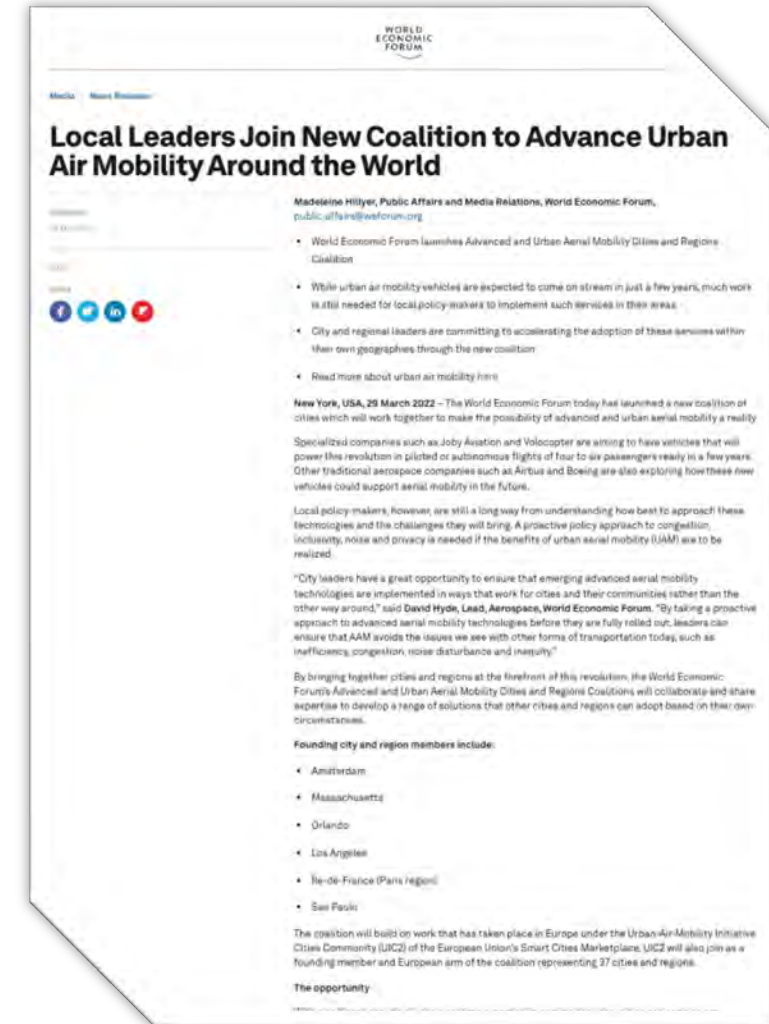 WORLD
ECONOMIC
FORUM
Media News Releases
Local Leaders Join New Coalition to Advance Urban
Air Mobility Around the World
Madeleine Hillyer, Public Affairs and Media Relations, World Economic Forum,
public.affairs@weforum.org
• World Economic Forum launches Advanced and Urban Aerial Mobility Cities and Regions
Coalition
• While urban air mobility vehicles are expected to come on stream in just a few years, much work
is still needed for local policy-makers to implement such services in their areas
• City and regional leaders are committing to accelerating the adoption of these services within
their own geographies through the new coalition
• Read more about urban air mobility here
New York, USA, 29 March 2022 – The World Economic Forum today has launched a new coalition of
cities which will work together to make the possibility of advanced and urban aerial mobility a reality
Specialized companies such as Joby Aviation and Volocopter are aiming to have vehicles that will
power this revolution in piloted or autonomous flights of four to six passengers ready in a few years.
Other traditional aerospace companies such as Airbus and Boeing are also exploring how these new
vehicles could support aerial mobility in the future.
Local policy-makers, however, are still a long way from understanding how best to approach these
technologies and the challenges they will bring. A proactive policy approach to congestion,
inclusivity, noise and privacy is needed if the benefits of urban aerial mobility (UAM) are to be
realized.
"City leaders have a great opportunity to ensure that emerging advanced aerial mobility
technologies are implemented in ways that work for cities and their communities rather than the
other way around," said David Hyde, Lead, Aerospace, World Economic Forum. "By taking a proactive
approach to advanced aerial mobility technologies before they are fully rolled out, leaders can
ensure that AAM avoids the issues we see with other forms of transportation today, such as
inefficiency, congestion, noise disturbance and inequity."
By bringing together cities and regions at the forefront of this revolution, the World Economic
Forum's Advanced and Urban Aerial Mobility Cities and Regions Coalitions will collaborate and share
expertise to develop a range of solutions that other cities and regions can adopt based on their own
circumstances.
Founding city and region members include:
• Amsterdam
• Massachusetts
• Orlando
• Los Angeles
• Île-de-France (Paris region)
• Sao Paulo
The coalition will build on work that has taken place in Europe under the Urban-Air-Mobility Initiative
Cities Community (UIC2) of the European Union's Smart Cities Marketplace. UIC2 will also join as a
founding member and European arm of the coalition representing 37 cities and regions.
The opportunity